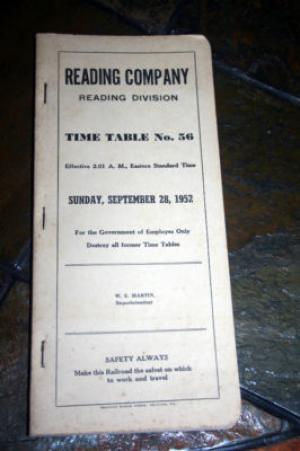 READING COMPANY
READING DIVISION
TIME TABLE No. 56
Effective 2.01 A. M., Eastern Standard Time
SUNDAY, SEPTEMBER 28, 1952
For the Government of Employes Only
Destroy all former Time Tables
W. S. MARTIN,
Superintendent
SAFETY ALWAYS
Make this Railroad the safest on which
to work and travel